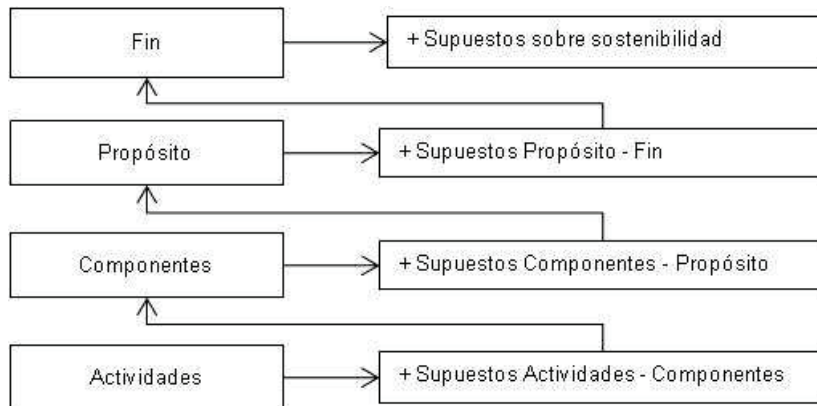 Fin
+ Supuestos sobre sostenibilidad
Propósito
+ Supuestos Propósito - Fin
Componentes
+ Supuestos Componentes - Propósito
Actividades
+ Supuestos Actividades - Componentes